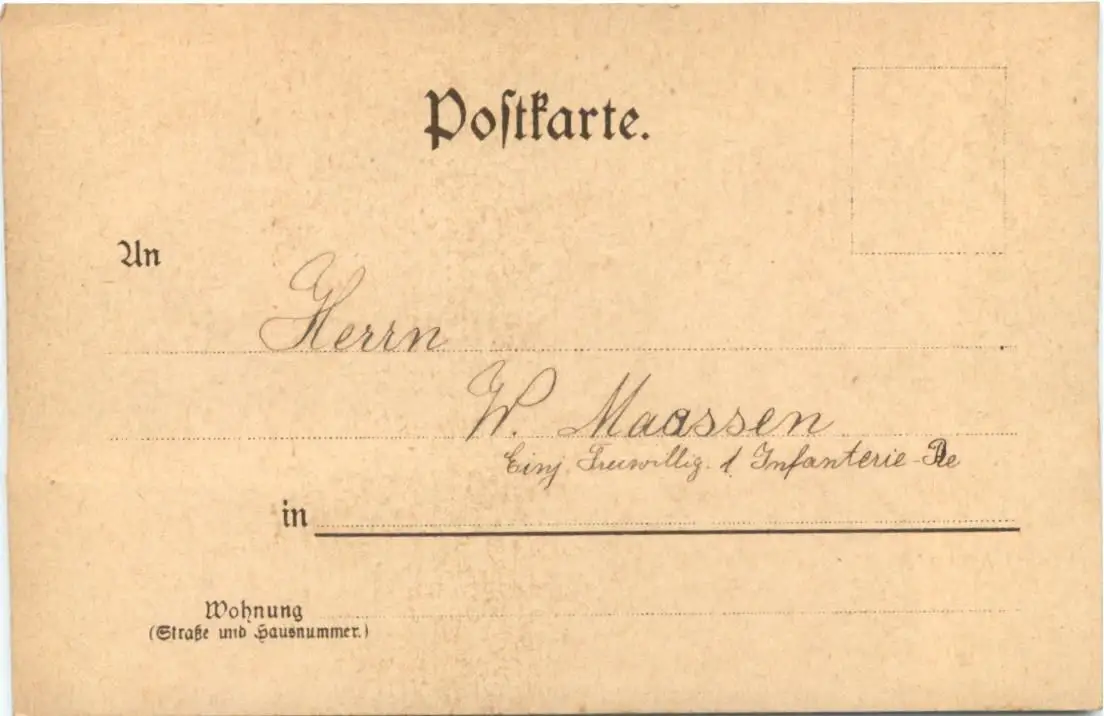 Postkarte.
An
Herrn
W. Maassen
Einj. Freiwillig. 1 Infanterie-Re
in
Wohnung
(Straße und Hausnummer.)